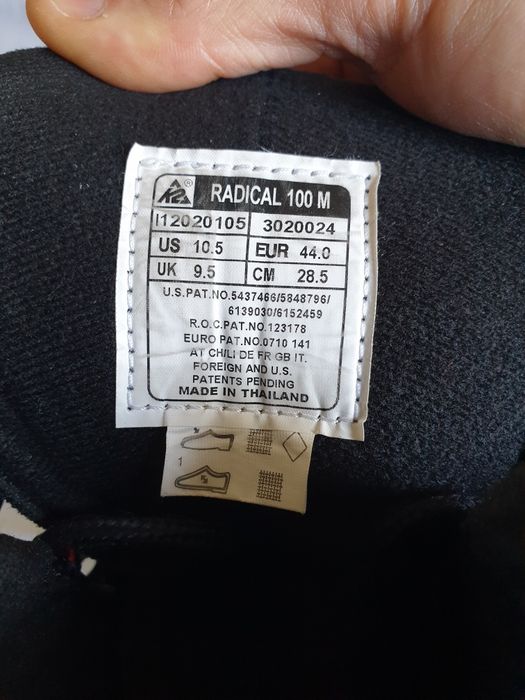 K2® RADICAL 100 M
I12020105 3020024
US 10.5 EUR 44.0
UK 9.5 CM 28.5
U.S.PAT.NO.5437466/5848796/
6139030/6152459
R.O.C.PAT.NO.123178
EURO PAT.NO.0710 141
AT CH/LI DE FR GB IT.
FOREIGN AND U.S.
PATENTS PENDING
MADE IN THAILAND
1